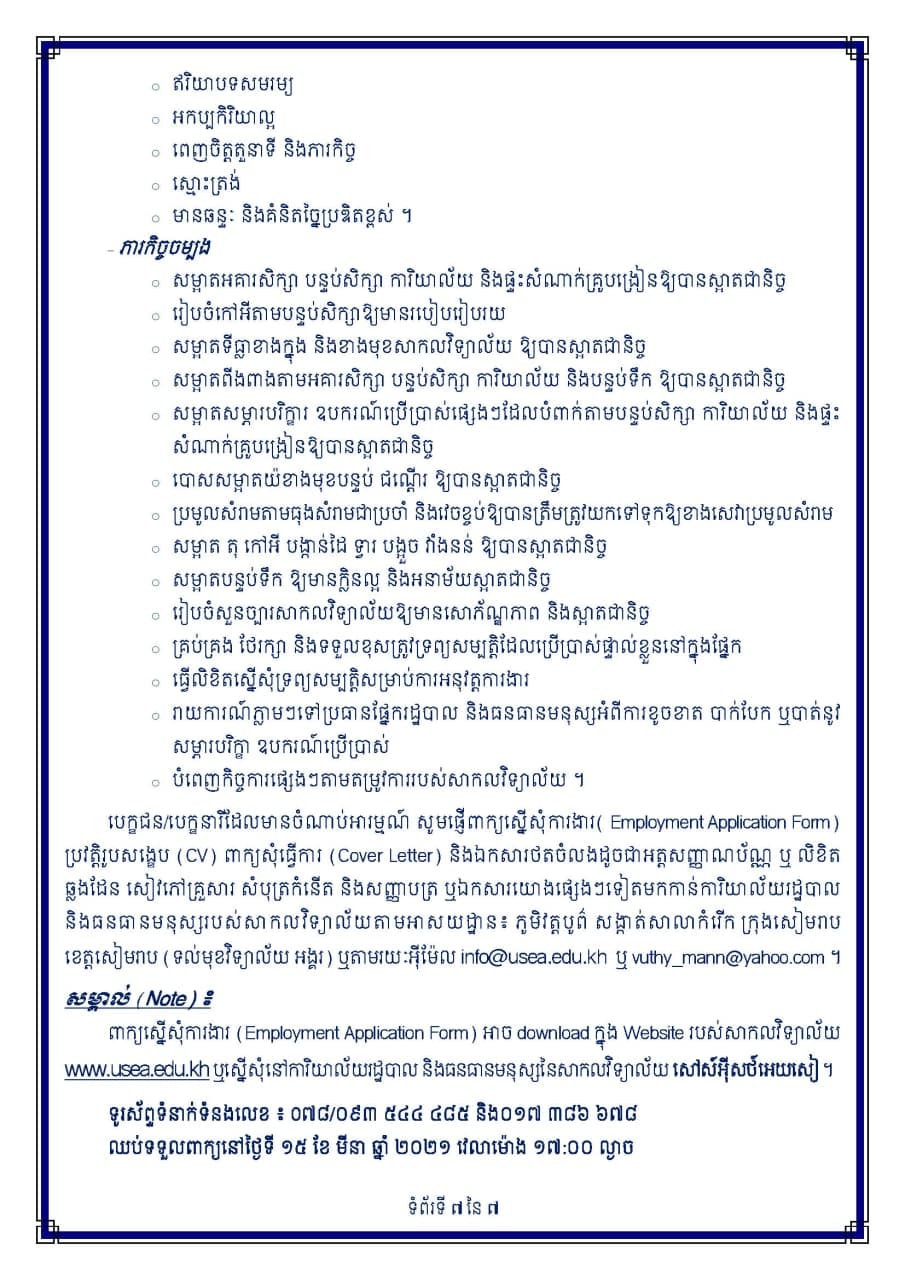 ○ ឥរិយាបទសមរម្យ
○ អកប្បកិរិយាល្អ
○ ពេញចិត្តតួនាទី និងភារកិច្ច
○ ស្មោះត្រង់
○ មានឆន្ទៈ និងគំនិតច្នៃប្រឌិតខ្ពស់ ។
- ភារកិច្ចចម្បង
○ សម្អាតអគារសិក្សា បន្ទប់សិក្សា ការិយាល័យ និងផ្ទះសំណាក់គ្រូបង្រៀនឱ្យបានស្អាតជានិច្ច
○ រៀបចំកៅអីតាមបន្ទប់សិក្សាឱ្យមានរបៀបរៀបរយ
○ សម្អាតទីធ្លាខាងក្នុង និងខាងមុខសាកលវិទ្យាល័យ ឱ្យបានស្អាតជានិច្ច
○ សម្អាតពីងពាងតាមអគារសិក្សា បន្ទប់សិក្សា ការិយាល័យ និងបន្ទប់ទឹក ឱ្យបានស្អាតជានិច្ច
○ សម្អាតសម្ភារបរិក្ខារ ឧបករណ៍ប្រើប្រាស់ផ្សេងៗដែលបំពាក់តាមបន្ទប់សិក្សា ការិយាល័យ និងផ្ទះ
សំណាក់គ្រូបង្រៀនឱ្យបានស្អាតជានិច្ច
○ បោសសម្អាតយ៉ខាងមុខបន្ទប់ ជណ្តើរ ឱ្យបានស្អាតជានិច្ច
○ ប្រមូលសំរាមតាមធុងសំរាមជាប្រចាំ និងវេចខ្ចប់ឱ្យបានត្រឹមត្រូវយកទៅទុកឱ្យខាងសេវាប្រមូលសំរាម
○ សម្អាត តុ កៅអី បង្កាន់ដៃ ទ្វារ បង្អួច វាំងនន់ ឱ្យបានស្អាតជានិច្ច
○ សម្អាតបន្ទប់ទឹក ឱ្យមានក្លិនល្អ និងអនាម័យស្អាតជានិច្ច
○ រៀបចំសួនច្បារសាកលវិទ្យាល័យឱ្យមានសោភ័ណ្ឌភាព និងស្អាតជានិច្ច
○ គ្រប់គ្រង ថែរក្សា និងទទួលខុសត្រូវទ្រព្យសម្បត្តិដែលប្រើប្រាស់ផ្ទាល់ខ្លួននៅក្នុងផ្នែក
○ ធ្វើលិខិតស្នើសុំទ្រព្យសម្បត្តិសម្រាប់ការអនុវត្តការងារ
○ រាយការណ៍ភ្លាមៗទៅប្រធានផ្នែករដ្ឋបាល និងធនធានមនុស្សអំពីការខូចខាត បាក់បែក ឬបាត់នូវ
សម្ភារបរិក្ខា ឧបករណ៍ប្រើប្រាស់
○ បំពេញកិច្ចការផ្សេងៗតាមតម្រូវការរបស់សាកលវិទ្យាល័យ ។
បេក្ខជន/បេក្ខនារីដែលមានចំណាប់អារម្មណ៍ សូមផ្ញើពាក្យស្នើសុំការងារ( Employment Application Form)
ប្រវត្តិរូបសង្ខេប (CV) ពាក្យសុំធ្វើការ (Cover Letter) និងឯកសារថតចំលងដូចជាអត្តសញ្ញាណប័ណ្ណ ឬ លិខិត
ឆ្លងដែន សៀវភៅគ្រួសារ សំបុត្រកំនើត និងសញ្ញាបត្រ ឬឯកសារយោងផ្សេងៗទៀតមកកាន់ការិយាល័យរដ្ឋបាល
និងធនធានមនុស្សរបស់សាកលវិទ្យាល័យតាមអាសយដ្ឋាន៖ ភូមិវត្តបូព៌ សង្កាត់សាលាកំរើក ក្រុងសៀមរាប
ខេត្តសៀមរាប (ទល់មុខវិទ្យាល័យ អង្គរ) ឬតាមរយៈអ៊ីម៉ែល info@usea.edu.kh ឬ vuthy_mann@yahoo.com ។
សម្គាល់ (Note) ៖
ពាក្យស្នើសុំការងារ (Employment Application Form) អាច download ក្នុង Website របស់សាកលវិទ្យាល័យ
www.usea.edu.kh ឬស្នើសុំនៅការិយាល័យរដ្ឋបាល និងធនធានមនុស្សនៃសាកលវិទ្យាល័យ សៅស៍អ៊ីសថ៍អេយសៀ ។
ទូរស័ព្ទទំនាក់ទំនងលេខ ៖ ០៧៨/០៩៣ ៥៤៤ ៤៨៥ និង០១៧ ៣៨៦ ៦៧៨
ឈប់ទទួលពាក្យនៅថ្ងៃទី ១៥ ខែ មីនា ឆ្នាំ ២០២១ វេលាម៉ោង ១៧:០០ ល្ងាច
ទំព័រទី ៧ នៃ ៧